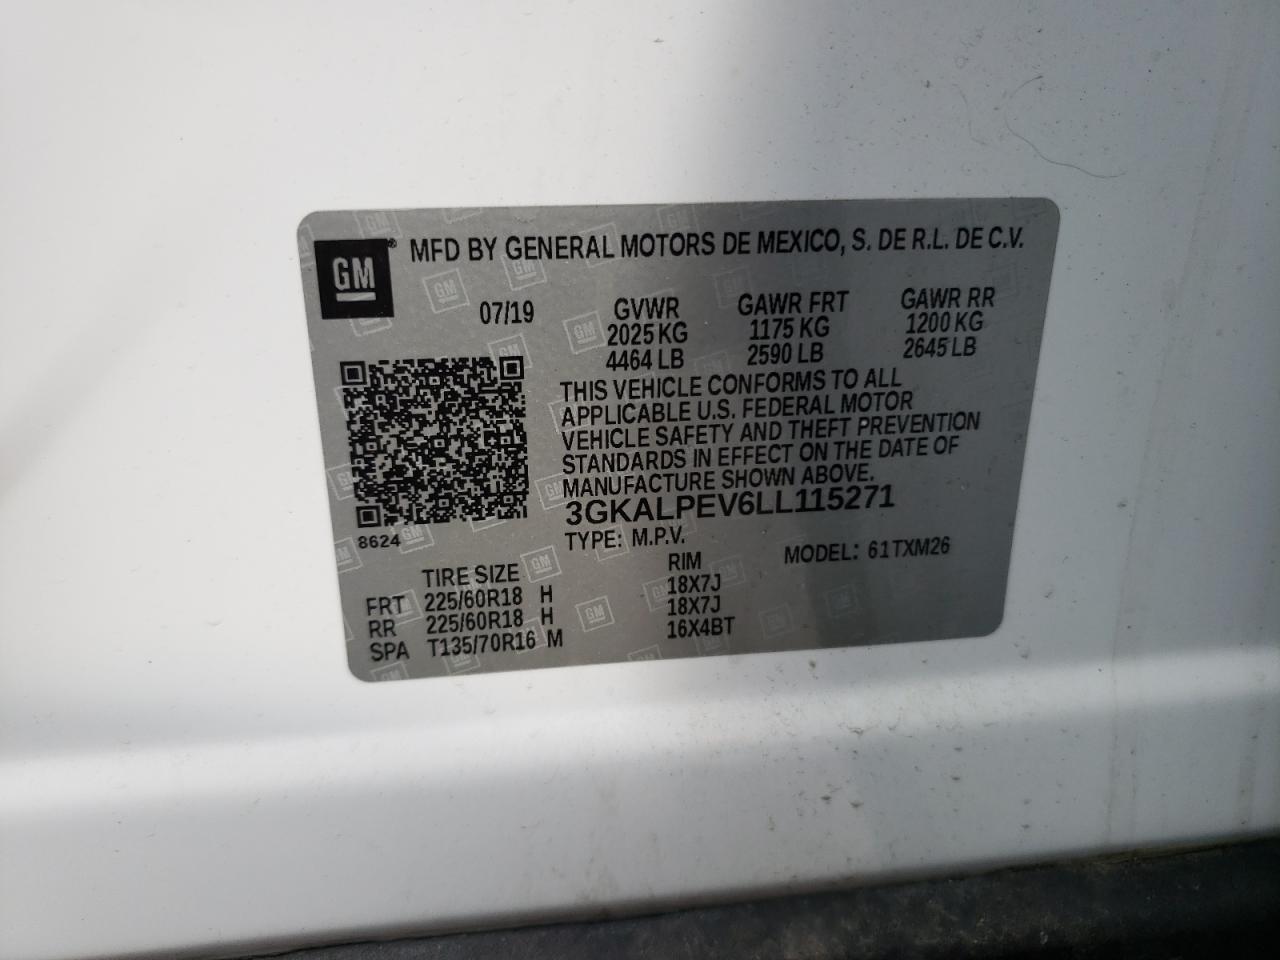 GM® MFD BY GENERAL MOTORS DE MEXICO, S. DE R.L. DE C.V.
07/19 GVWR GAWR FRT GAWR RR
2025 KG 1175 KG 1200 KG
4464 LB 2590 LB 2645 LB
THIS VEHICLE CONFORMS TO ALL
APPLICABLE U.S. FEDERAL MOTOR
VEHICLE SAFETY AND THEFT PREVENTION
STANDARDS IN EFFECT ON THE DATE OF
MANUFACTURE SHOWN ABOVE.
3GKALPEV6LL115271
8624
TYPE: M.P.V. MODEL: 61TXM26
TIRE SIZE RIM
FRT 225/60R18 H 18X7J
RR 225/60R18 H 18X7J
SPA T135/70R16 M 16X4BT